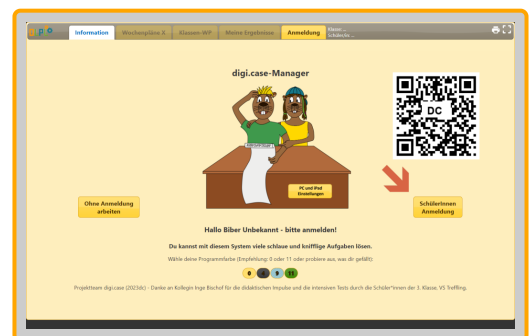 Information Wochenpläne X Klassen-WP Meine Ergebnisse Anmeldung
Klasse: ...
Schüler/in: ...
digi.case-Manager
DC
PC und iPad
Einstellungen
Ohne Anmeldung
arbeiten
SchülerInnen
Anmeldung
Hallo Biber Unbekannt - bitte anmelden!
Du kannst mit diesem System viele schlaue und knifflige Aufgaben lösen.
Wähle deine Programmfarbe (Empfehlung: 0 oder 11 oder probiere aus, was dir gefällt):
0 6 9 11
Projektteam digi.case (2023dc) - Danke an Kollegin Inge Bischof für die didaktischen Impulse und die intensiven Tests durch die Schüler*innen der 3. Klasse, VS Treffling.